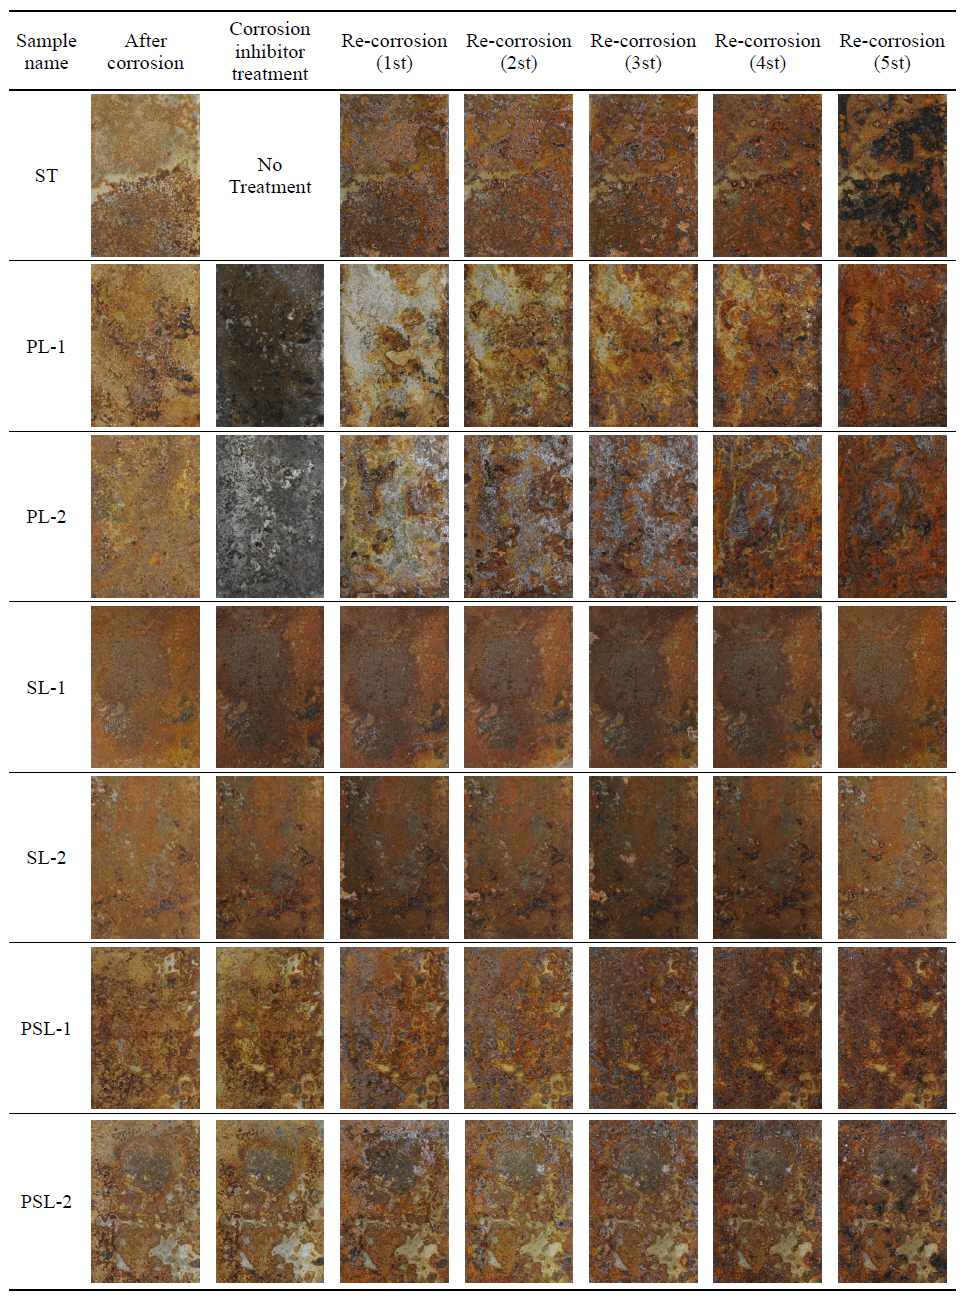 Sample
name
After
corrosion
Corrosion
inhibitor
treatment
Re-corrosion
(1st)
Re-corrosion
(2st)
Re-corrosion
(3st)
Re-corrosion
(4st)
Re-corrosion
(5st)
ST
No
Treatment
PL-1
PL-2
SL-1
SL-2
PSL-1
PSL-2